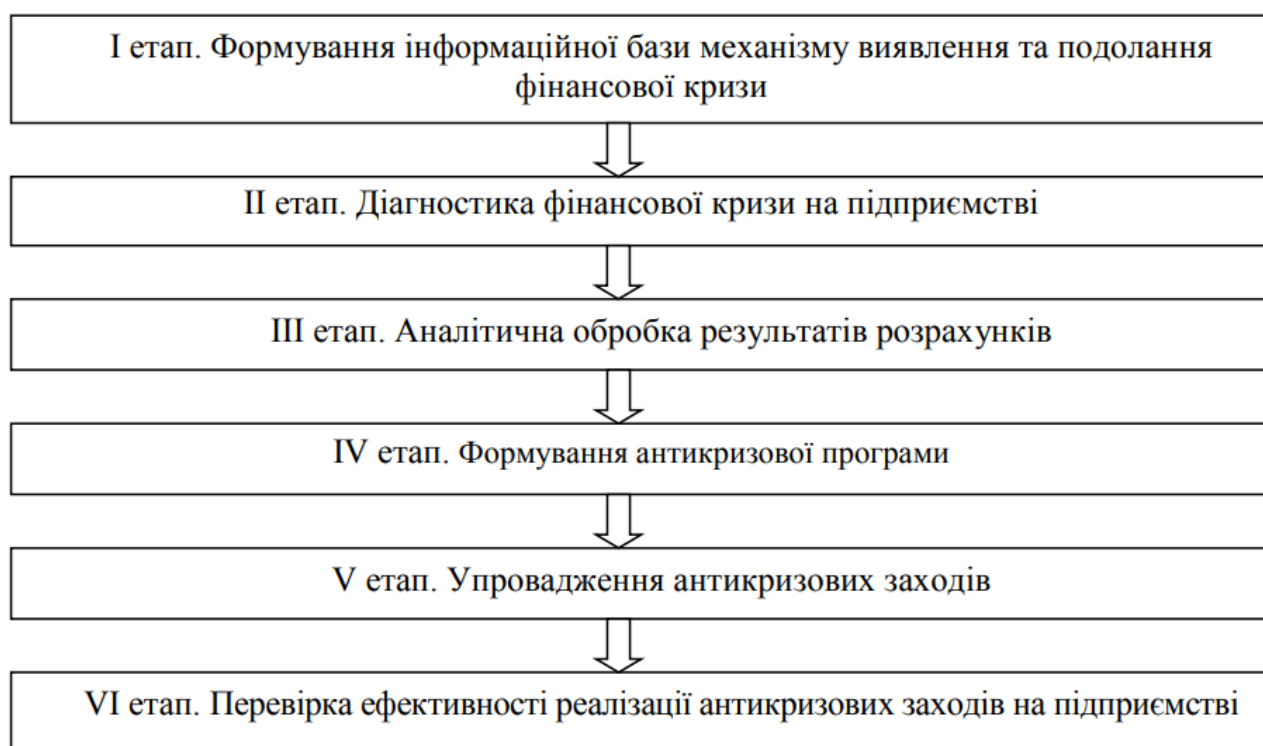 I етап. Формування інформаційної бази механізму виявлення та подолання
фінансової кризи
II етап. Діагностика фінансової кризи на підприємстві
III етап. Аналітична обробка результатів розрахунків
IV етап. Формування антикризової програми
V етап. Упровадження антикризових заходів
VI етап. Перевірка ефективності реалізації антикризових заходів на підприємстві